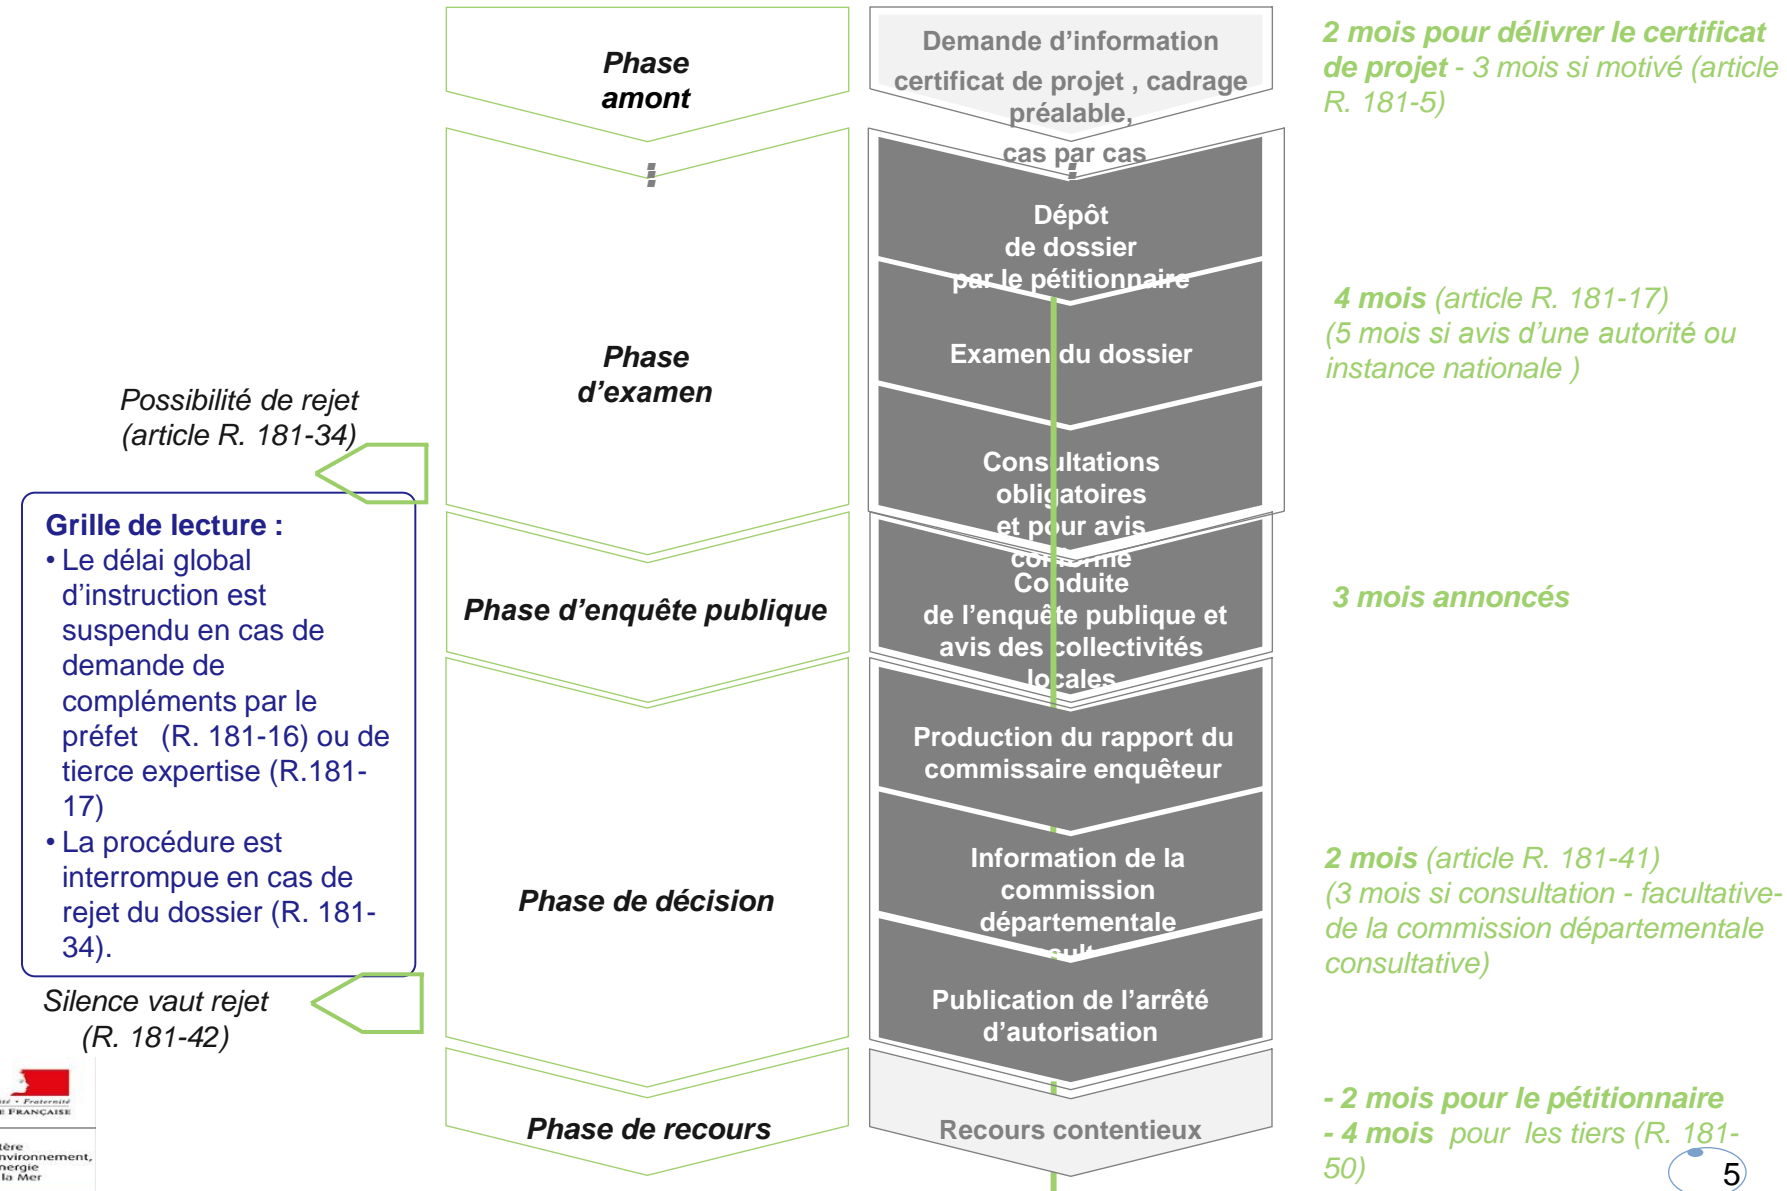 Phase
amont
Demande d’information
certificat de projet , cadrage
préalable,
cas par cas
2 mois pour délivrer le certificat
de projet - 3 mois si motivé (article
R. 181-5)
Phase
d’examen
Dépôt
de dossier
par le pétitionnaire
Examen du dossier
Consultations
obligatoires
et pour avis
conforme
4 mois (article R. 181-17)
(5 mois si avis d’une autorité ou
instance nationale )
Possibilité de rejet
(article R. 181-34)
Grille de lecture :
• Le délai global
d’instruction est
suspendu en cas de
demande de
compléments par le
préfet (R. 181-16) ou de
tierce expertise (R.181-
17)
• La procédure est
interrompue en cas de
rejet du dossier (R. 181-
34).
Phase d’enquête publique
Conduite
de l’enquête publique et
avis des collectivités
locales
3 mois annoncés
Phase de décision
Production du rapport du
commissaire enquêteur
Information de la
commission
départementale
Publication de l’arrêté
d’autorisation
2 mois (article R. 181-41)
(3 mois si consultation - facultative-
de la commission départementale
consultative)
Silence vaut rejet
(R. 181-42)
Phase de recours
Recours contentieux
- 2 mois pour le pétitionnaire
- 4 mois pour les tiers (R. 181-
50)
té • Fraternité
E FRANÇAISE
tère
nvironnement,
nergie
la Mer
5